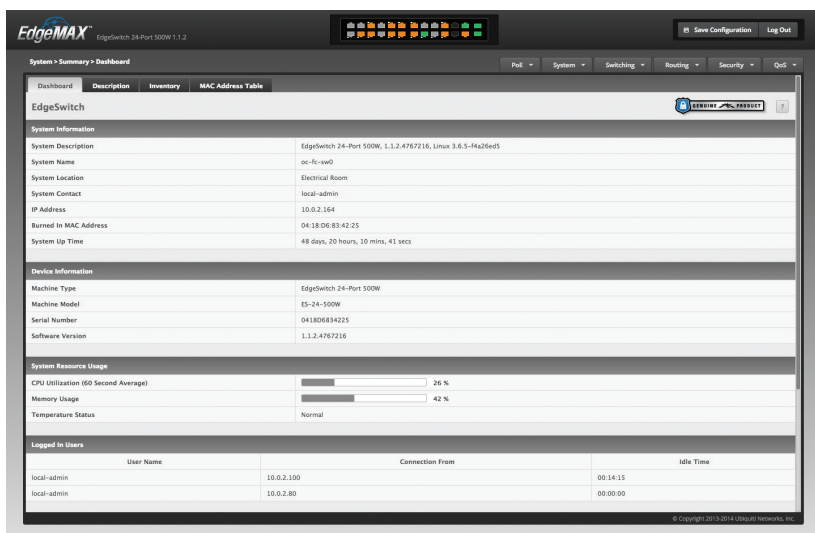 EdgeMAX™ EdgeSwitch 24-Port 500W 1.1.2
Save Configuration Log Out
System > Summary > Dashboard
PoE System Switching Routing Security QoS
Dashboard Description Inventory MAC Address Table
EdgeSwitch
GENUINE PRODUCT ?
System Information
System Description EdgeSwitch 24-Port 500W, 1.1.2.4767216, Linux 3.6.5-f4a26ed5
System Name oc-fc-sw0
System Location Electrical Room
System Contact local-admin
IP Address 10.0.2.164
Burned In MAC Address 04:18:D6:83:42:25
System Up Time 48 days, 20 hours, 10 mins, 41 secs
Device Information
Machine Type EdgeSwitch 24-Port 500W
Machine Model ES-24-500W
Serial Number 0418D6834225
Software Version 1.1.2.4767216
System Resource Usage
CPU Utilization (60 Second Average) 26 %
Memory Usage 42 %
Temperature Status Normal
Logged In Users
User Name Connection From Idle Time
local-admin 10.0.2.100 00:14:15
local-admin 10.0.2.80 00:00:00
© Copyright 2013-2014 Ubiquiti Networks, Inc.